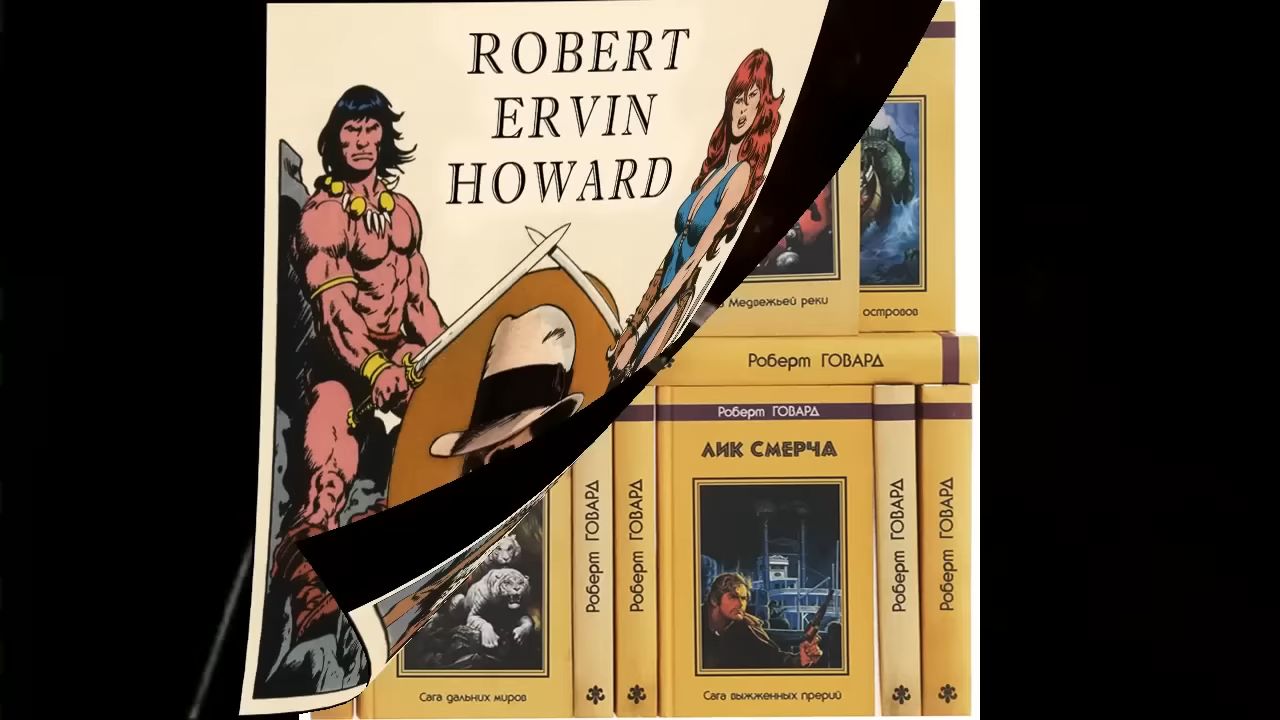 ROBERT
ERVIN
HOWARD
Медвежьей реки
островов
Роберт ГОВАРД
Роберт ГОВАРД
ЛИК СМЕРЧА
Роберт ГОВАРД
Роберт ГОВАРД
Роберт ГОВАРД
Роберт ГОВАРД
Сага дальних миров
Сага выжженных прерий